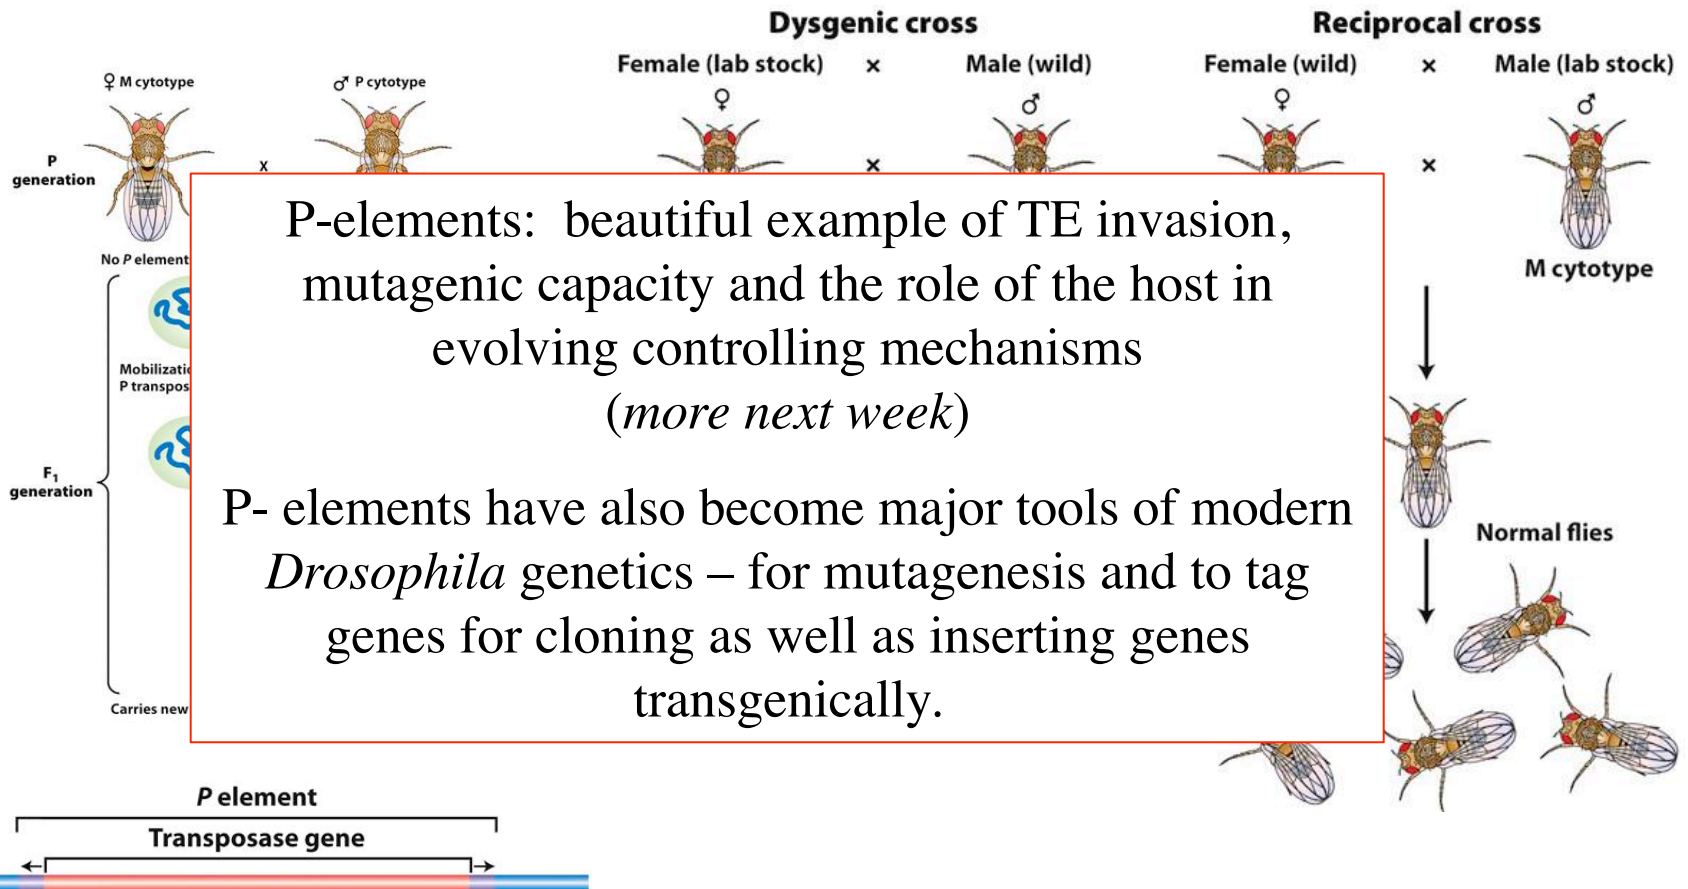 Dysgenic cross
Reciprocal cross
Female (lab stock) × Male (wild)
Female (wild) × Male (lab stock)
♀ M cytotype
♂ P cytotype
♀ ♂
♀ ♂
P
generation
x
×
×
M cytotype
No P element
Mobilizatio
P transpos
F1
generation
Carries new
P-elements: beautiful example of TE invasion,
mutagenic capacity and the role of the host in
evolving controlling mechanisms
(more next week)
P- elements have also become major tools of modern
Drosophila genetics – for mutagenesis and to tag
genes for cloning as well as inserting genes
transgenically.
Normal flies
P element
Transposase gene